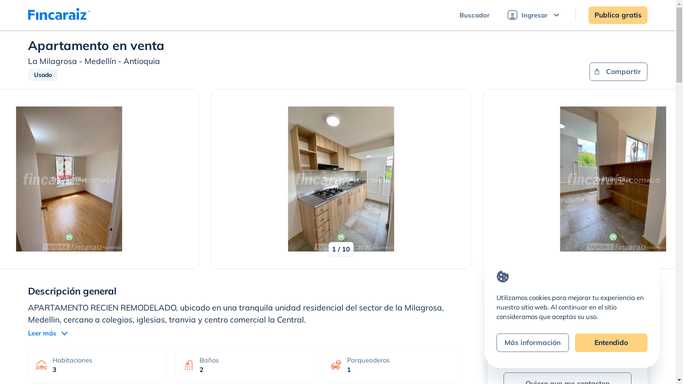 Fincaraiz
Buscador
Ingresar
Publica gratis
Apartamento en venta
La Milagrosa - Medellín - Antioquia
Usado
Compartir
fincaraiz
fincaraiz
fincaraiz
1 / 10
Descripción general
APARTAMENTO RECIEN REMODELADO, ubicado en una tranquila unidad residencial del sector de la Milagrosa,
Medellin, cercano a colegios, iglesias, tranvia y centro comercial la Central.
Leer más
Habitaciones
3
Baños
2
Parqueaderos
1
Utilizamos cookies para mejorar tu experiencia en
nuestro sitio web. Al continuar en el sitio
consideramos que aceptas su uso.
Más información
Entendido
Quiero que me contacten